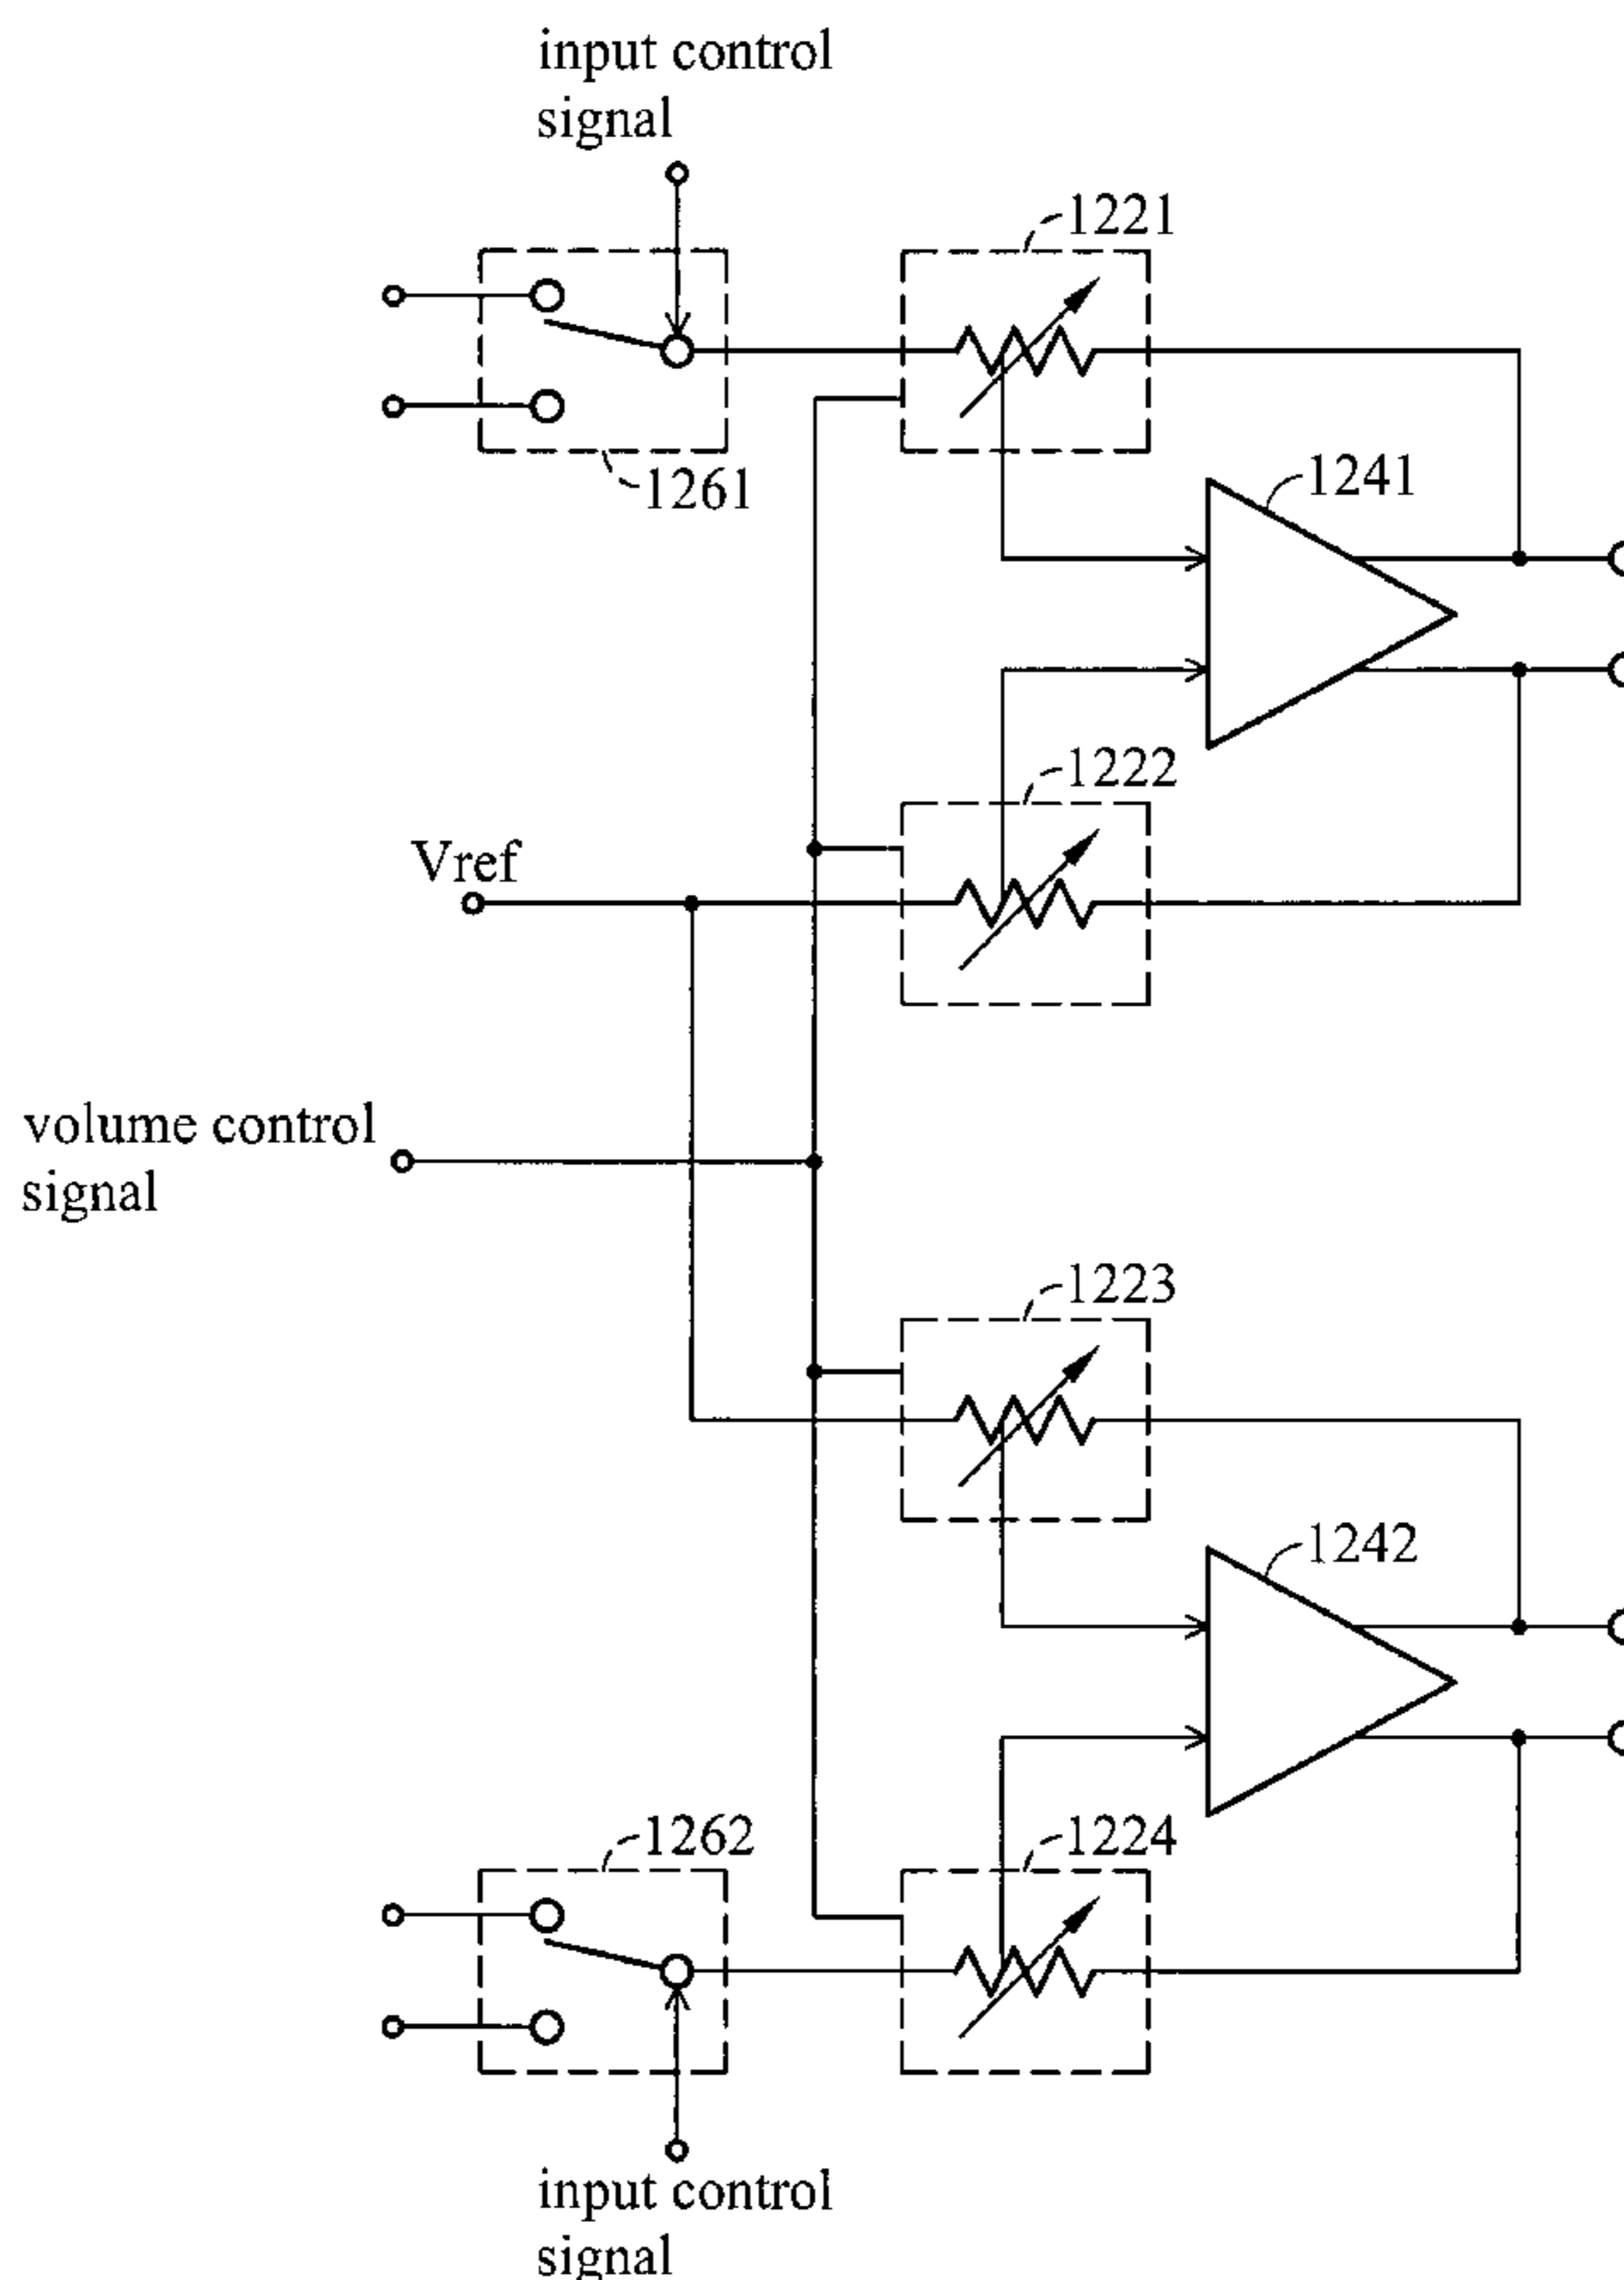 input control
signal
1221
1261
1241
1222
Vref
volume control
signal
1223
1242
1262
1224
input control
signal